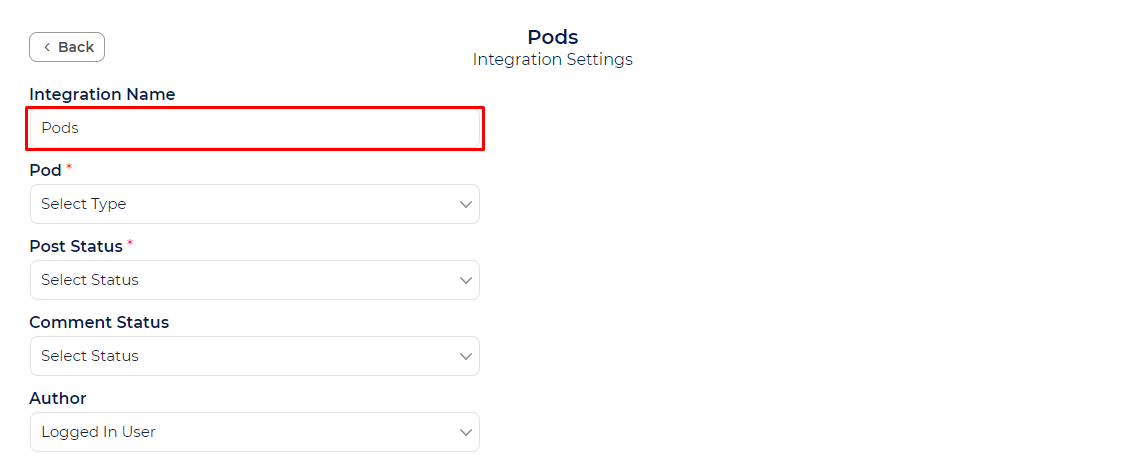 Back
Pods
Integration Settings
Integration Name
Pods
Pod *
Select Type
Post Status *
Select Status
Comment Status
Select Status
Author
Logged In User